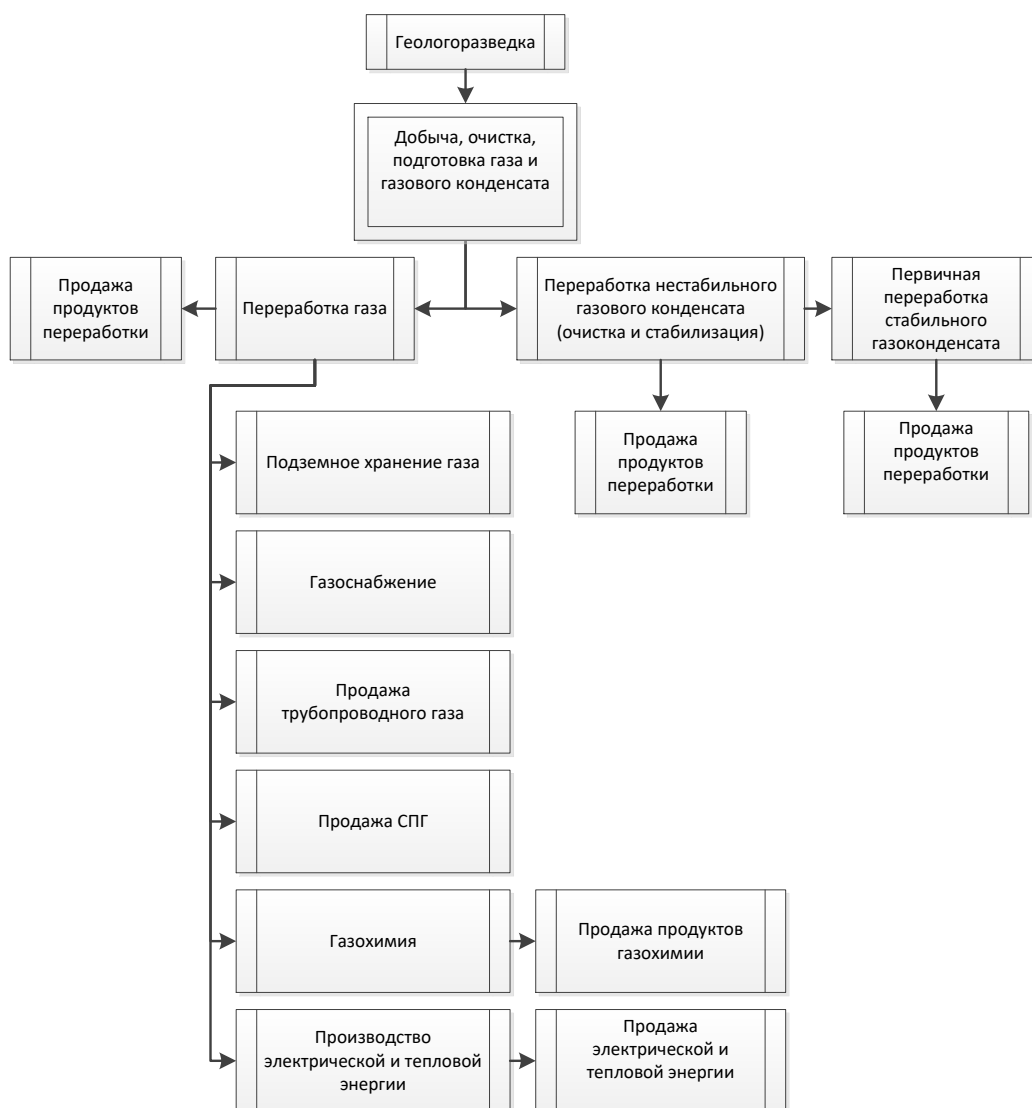 Геологоразведка
Добыча, очистка,
подготовка газа и
газового конденсата
Продажа
продуктов
переработки
Переработка газа
Переработка нестабильного
газового конденсата
(очистка и стабилизация)
Первичная
переработка
стабильного
газоконденсата
Продажа
продуктов
переработки
Продажа
продуктов
переработки
Подземное хранение газа
Газоснабжение
Продажа
трубопроводного газа
Продажа СПГ
Газохимия
Продажа продуктов
газохимии
Производство
электрической и тепловой
энергии
Продажа
электрической и
тепловой энергии